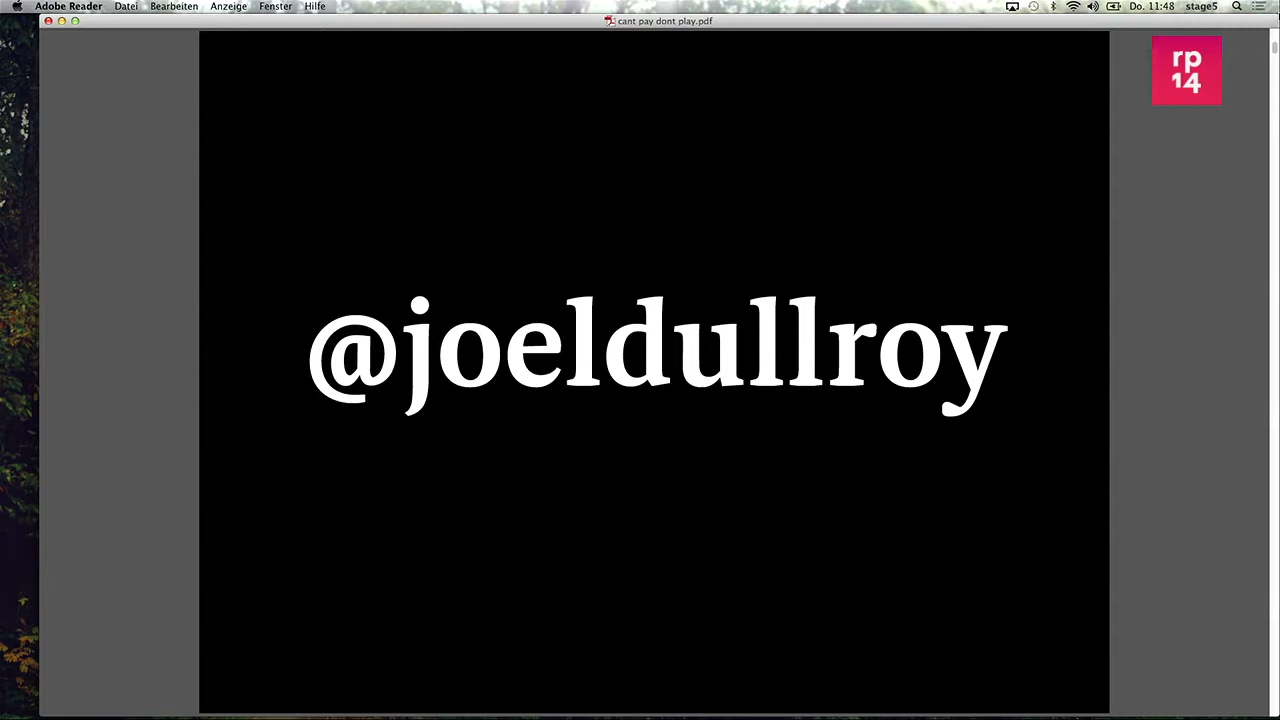 Adobe Reader Datei Bearbeiten Anzeige Fenster Hilfe Do. 11:48 stage5
cant pay dont play.pdf
rp
14
@joeldullroy